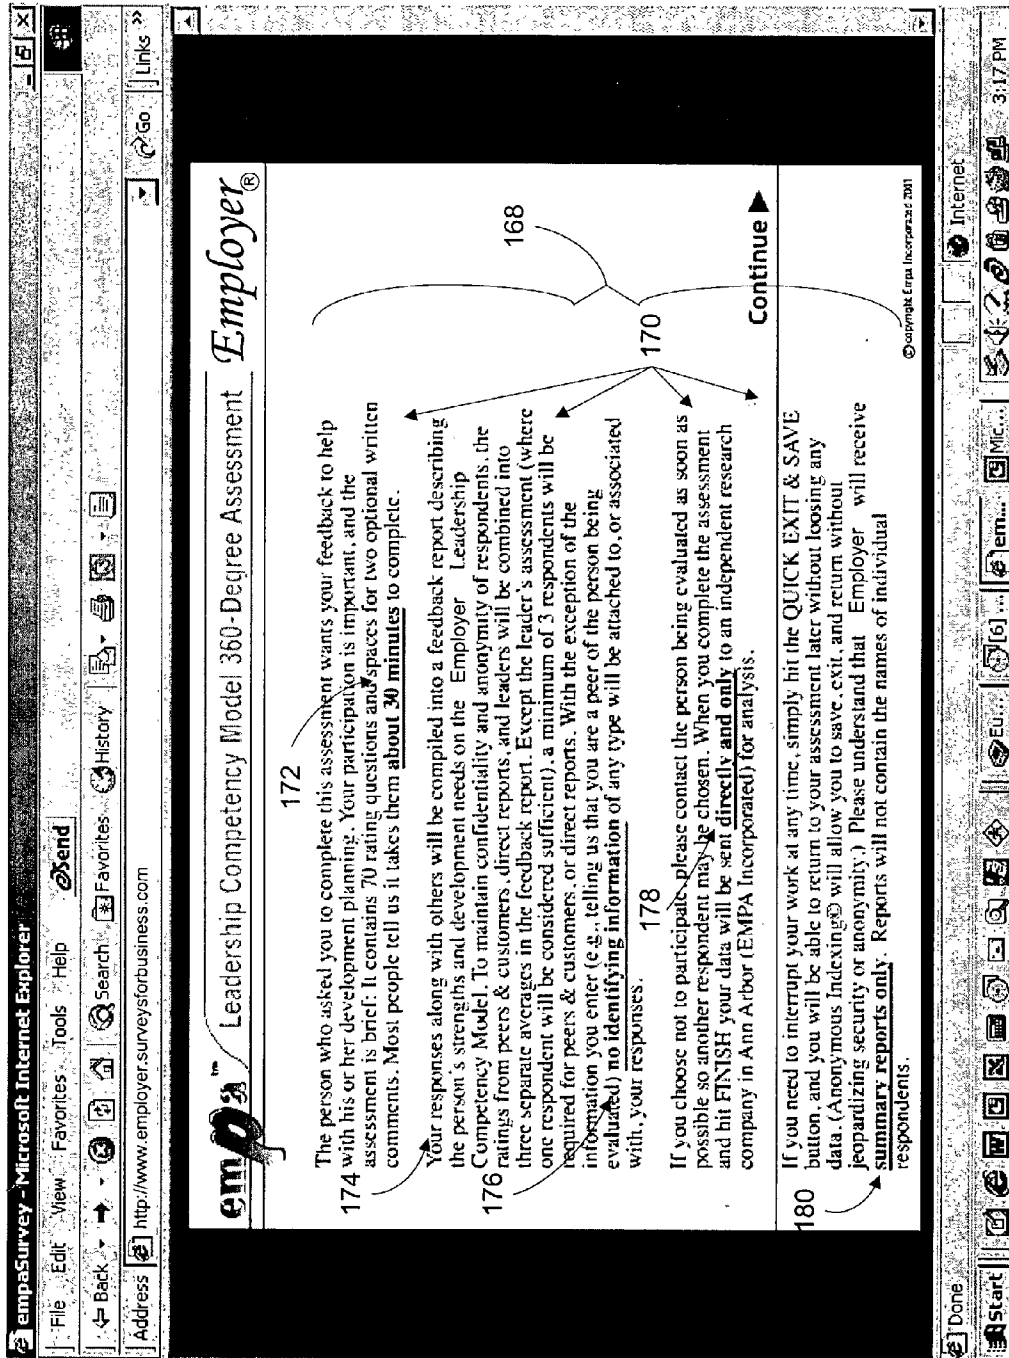 empaSurvey - Microsoft Internet Explorer
File Edit View Favorites Tools Help Send
Back Search Favorites History
Address http://www.employer.surveysforbusiness.com Go Links »
empa™ Leadership Competency Model 360-Degree Assessment Employer®
172
The person who asked you to complete this assessment wants your feedback to help
with his or her development planning. Your participation is important, and the
assessment is brief: It contains 70 rating questions and spaces for two optional written
comments. Most people tell us it takes them about 30 minutes to complete.
174
Your responses along with others will be compiled into a feedback report describing
the person's strengths and development needs on the Employer Leadership
Competency Model. To maintain confidentiality and anonymity of respondents, the
ratings from peers & customers, direct reports, and leaders will be combined into
three separate averages in the feedback report. Except the leader's assessment (where
one respondent will be considered sufficient), a minimum of 3 respondents will be
required for peers & customers, or direct reports. With the exception of the
information you enter (e.g., telling us that you are a peer of the person being
evaluated) no identifying information of any type will be attached to, or associated
with, your responses.
176
178
168
170
If you choose not to participate, please contact the person being evaluated as soon as
possible so another respondent may be chosen. When you complete the assessment
and hit FINISH your data will be sent directly and only to an independent research
company in Ann Arbor (EMPA Incorporated) for analysis.
Continue
180
If you need to interrupt your work at any time, simply hit the QUICK EXIT & SAVE
button, and you will be able to return to your assessment later without loosing any
data. (Anonymous Indexing© will allow you to save, exit, and return without
jeopardizing security or anonymity.) Please understand that Employer will receive
summary reports only. Reports will not contain the names of individual
respondents.
© copyright Empa Incorporated 2001
Done Internet
Start Eu... [6] ... em... Mic... 3:17 PM